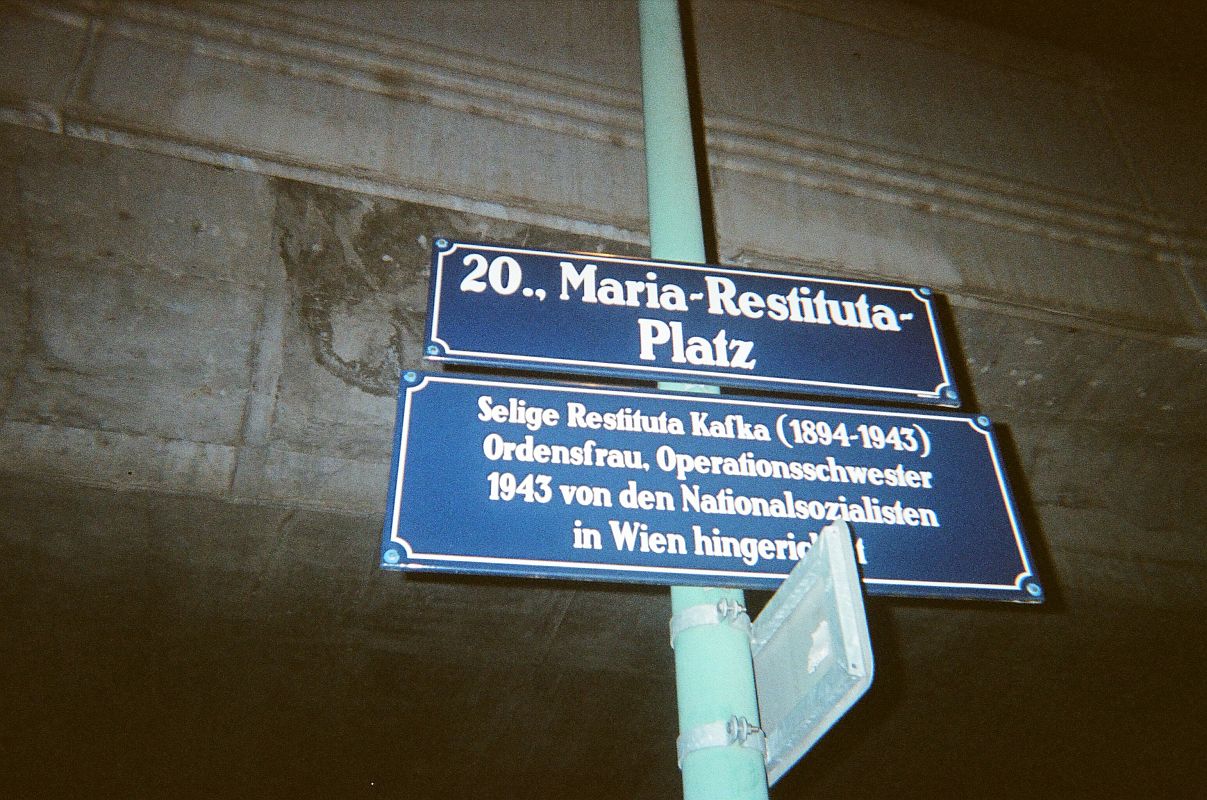 20., Maria-Restituta-
Platz
Selige Restituta Kafka (1894-1943)
Ordensfrau, Operationsschwester
1943 von den Nationalsozialisten
in Wien